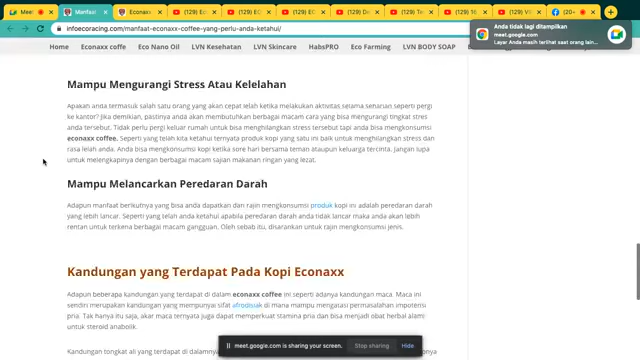 Meet
Manfaat
Econaxx
(129) Ec
(129) EC
(129) EC
(129) De
(129) Ter
(129) 10
(129) VI
(20+
infoecoracing.com/manfaat-econaxx-coffee-yang-perlu-anda-ketahui/
Anda tidak lagi ditampilkan
meet.google.com
Layar Anda masih terlihat saat orang lain...
Home Econaxx coffe Eco Nano Oil LVN Kesehatan LVN Skincare HabsPRO Eco Farming LVN BODY SOAP
Mampu Mengurangi Stress Atau Kelelahan
Apakah anda termasuk salah satu orang yang akan cepat lelah ketika melakukan aktivitas selama seharian seperti pergi
ke kantor? Jika demikian, pastinya anda akan membutuhkan berbagai macam cara yang bisa mengurangi tingkat stres
anda tersebut. Tidak perlu pergi keluar rumah untuk bisa menghilangkan stress tersebut tapi anda bisa mengkonsumsi
econaxx coffee. Seperti yang telah kita ketahui ternyata produk kopi yang satu ini baik untuk menghilangkan stress dan
rasa lelah anda. Anda bisa mengkonsumsi kopi ketika sore hari bersama teman ataupun keluarga tercinta. Jangan lupa
untuk melengkapinya dengan berbagai macam sajian makanan ringan yang lezat.
Mampu Melancarkan Peredaran Darah
Adapun manfaat berikutnya yang bisa anda dapatkan dari rajin mengkonsumsi produk kopi ini adalah peredaran darah
yang lebih lancar. Seperti yang telah anda ketahui apabila peredaran darah anda tidak lancar maka anda akan lebih
rentan untuk terkena berbagai macam gangguan. Oleh sebab itu, disarankan untuk rajin mengkonsumsi jenis.
Kandungan yang Terdapat Pada Kopi Econaxx
Adapun beberapa kandungan yang terdapat di dalam econaxx coffee ini seperti adanya kandungan maca. Maca ini
sendiri merupakan kandungan yang mempunyai sifat afrodisiak di mana mampu mengatasi permasalahan impotensi
pria. Tak hanya itu saja, akar maca ternyata juga dapat memperkuat stamina pria dan bisa menjadi obat herbal alami
untuk steroid anabolik.
meet.google.com is sharing your screen.
Stop sharing
Hide
Kandungan tongkat ali yang terdapat di dalamnya